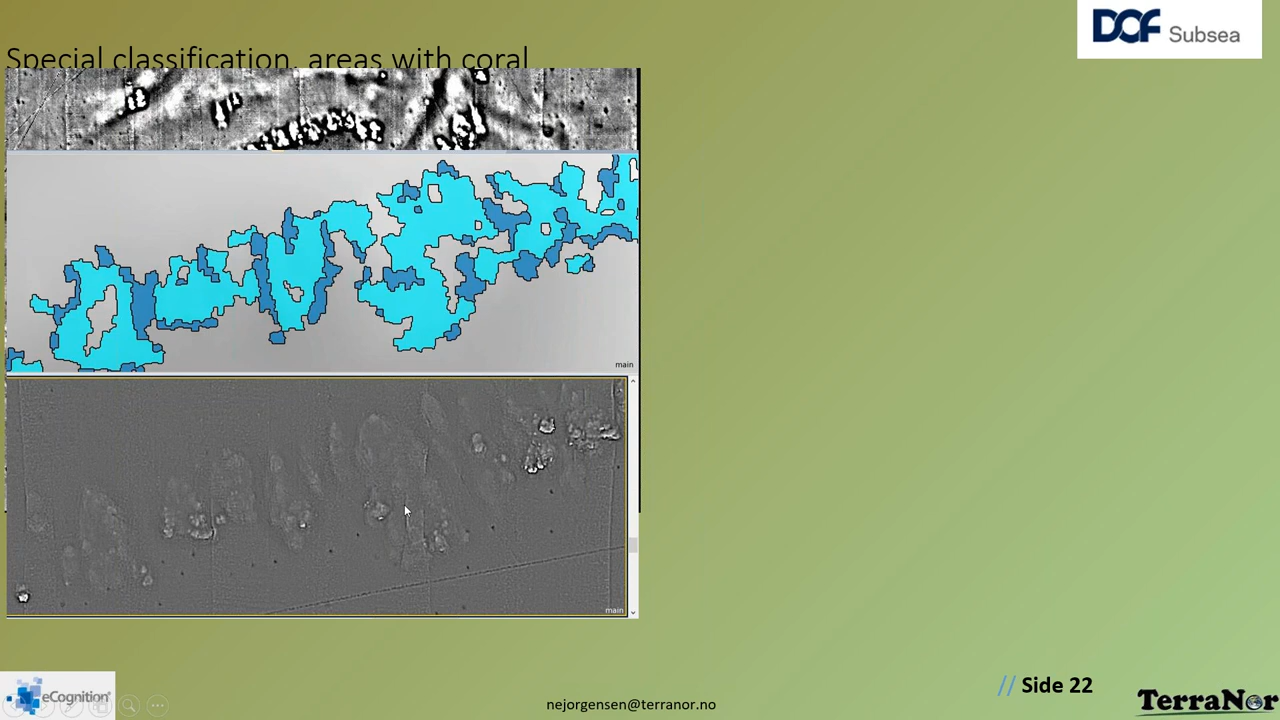 DOF Subsea
Special classification, areas with coral
main
main
// Side 22
eCognition
nejorgensen@terranor.no
TerraNor